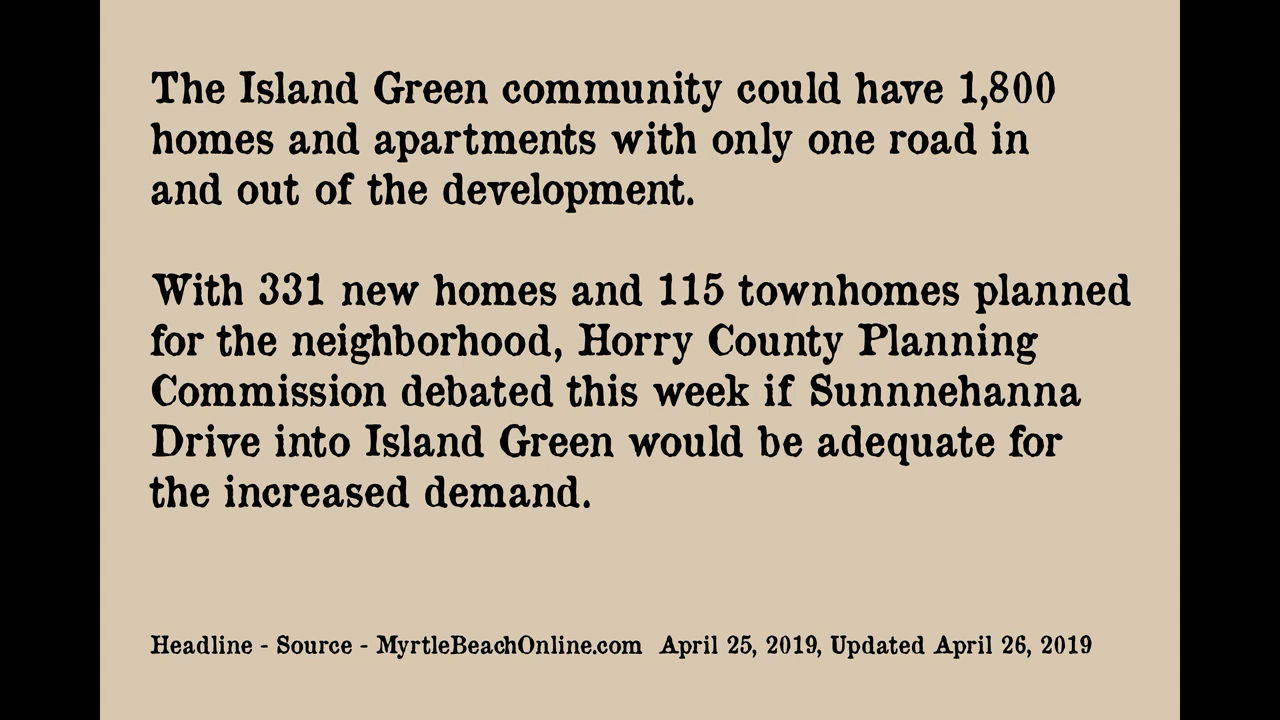 The Island Green community could have 1,800
homes and apartments with only one road in
and out of the development.
With 331 new homes and 115 townhomes planned
for the neighborhood, Horry County Planning
Commission debated this week if Sunnnehanna
Drive into Island Green would be adequate for
the increased demand.
Headline - Source - MyrtleBeachOnline.com April 25, 2019, Updated April 26, 2019